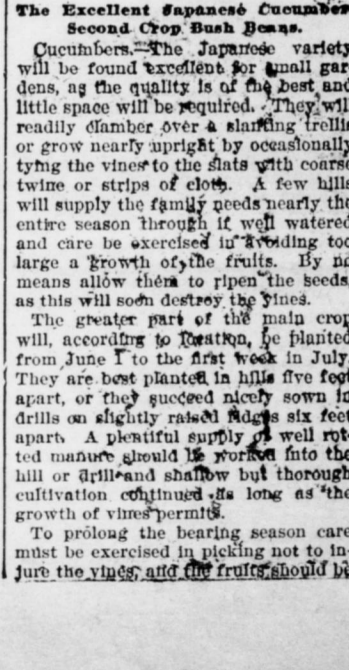 The Excellent Japanese Cucumber
Second Crop Bush Beans.
Cucumbers.—The Japanese variety
will be found excellent for small gar
dens, as the quality is of the best and
little space will be required. They wil
readily clamber over a slanting trelli
or grow nearly upright by occasionally
tying the vines to the slats with coarse
twine or strips of cloth. A few hills
will supply the family needs nearly th
entire season through if well watered
and care be exercised in avoiding too
large a growth of the fruits. By no
means allow them to ripen the seeds
as this will soon destroy the vines.
The greater part of the main crop
will, according to location, be planted
from June 1 to the first week in July
They are best planted in hills five feet
apart, or they succeed nicely sown in
drills on slightly raised ridges six feet
apart. A plentiful supply of well rot
ted manure should be worked into the
hill or drill and shallow but thorough
cultivation continued as long as the
growth of vines permits.
To prolong the bearing season care
must be exercised in picking not to in
jure the vines, and the fruits should be